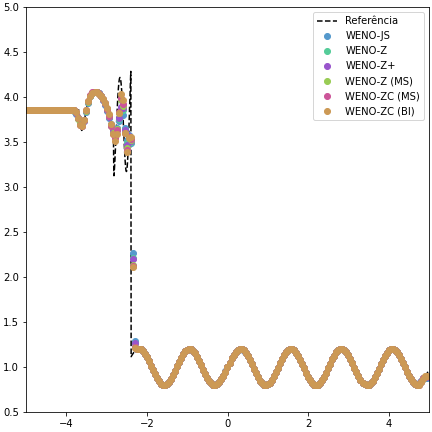 5.0
4.5
4.0
3.5
3.0
2.5
2.0
1.5
1.0
0.5
−4
−2
0
2
4
Referência
WENO-JS
WENO-Z
WENO-Z+
WENO-Z (MS)
WENO-ZC (MS)
WENO-ZC (BI)